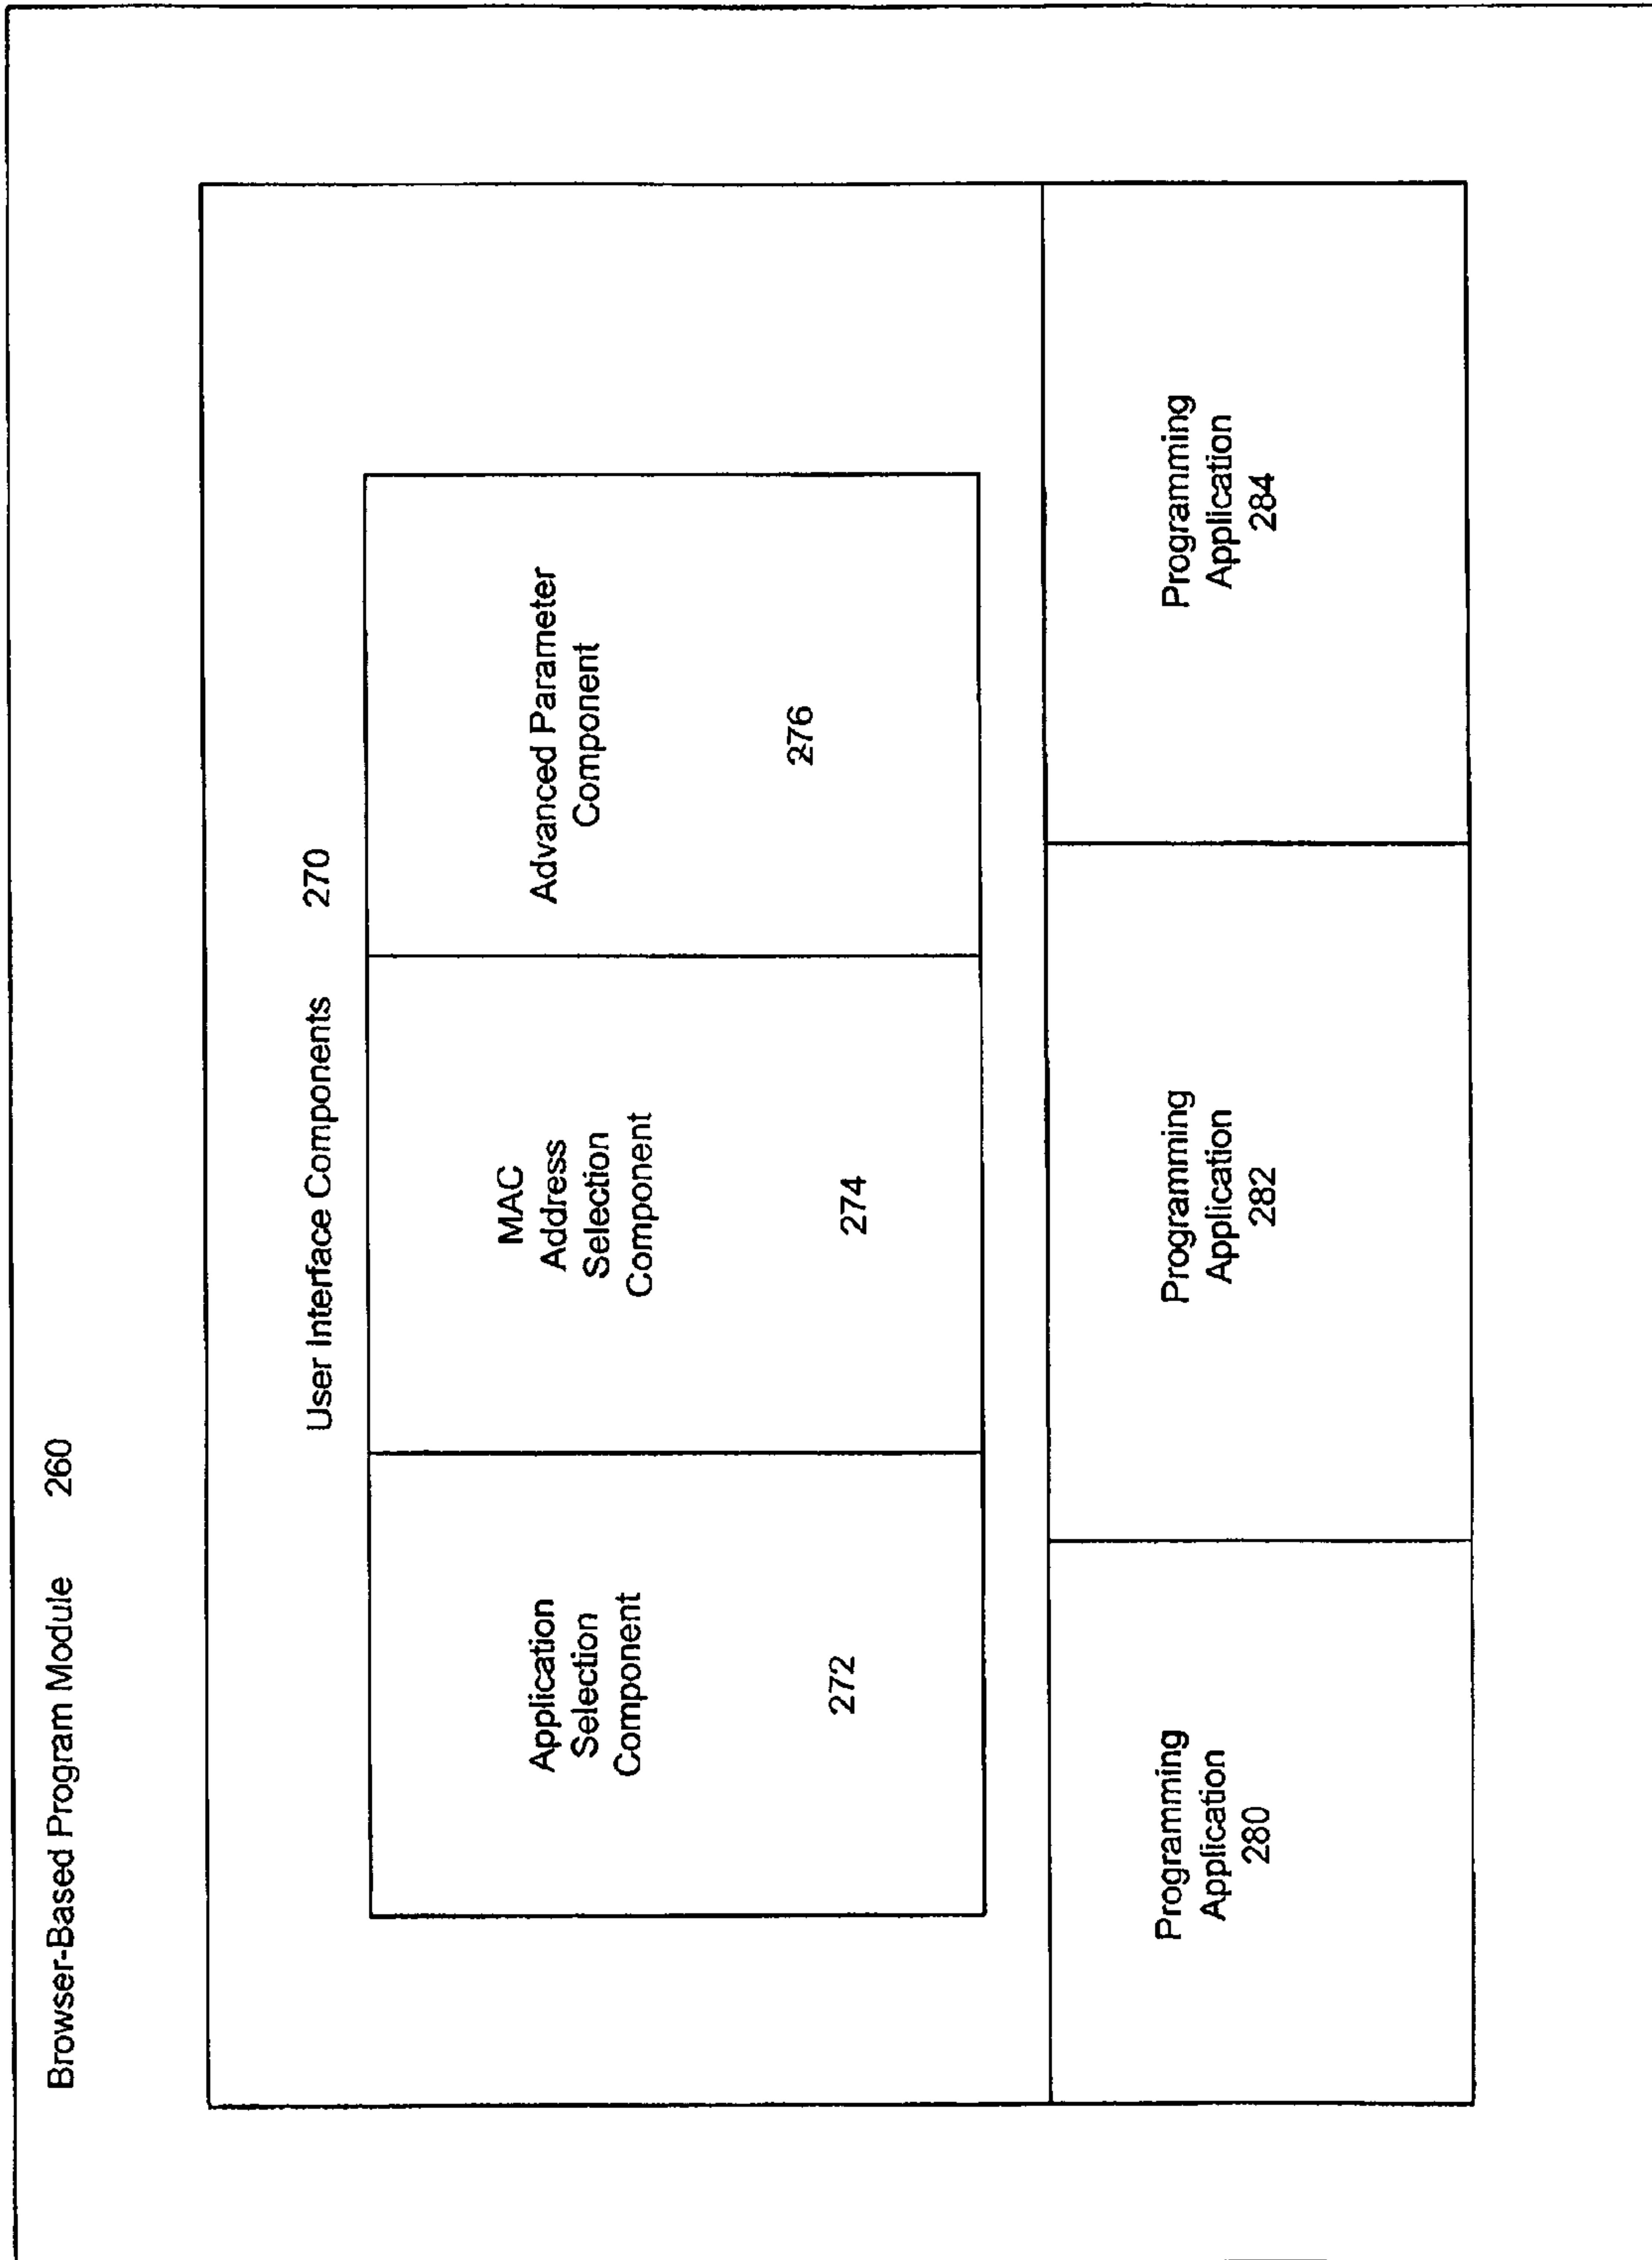 Browser-Based Program Module 260
User Interface Components 270
Application
Selection
Component
272
MAC
Address
Selection
Component
274
Advanced Parameter
Component
276
Programming
Application
280
Programming
Application
282
Programming
Application
284